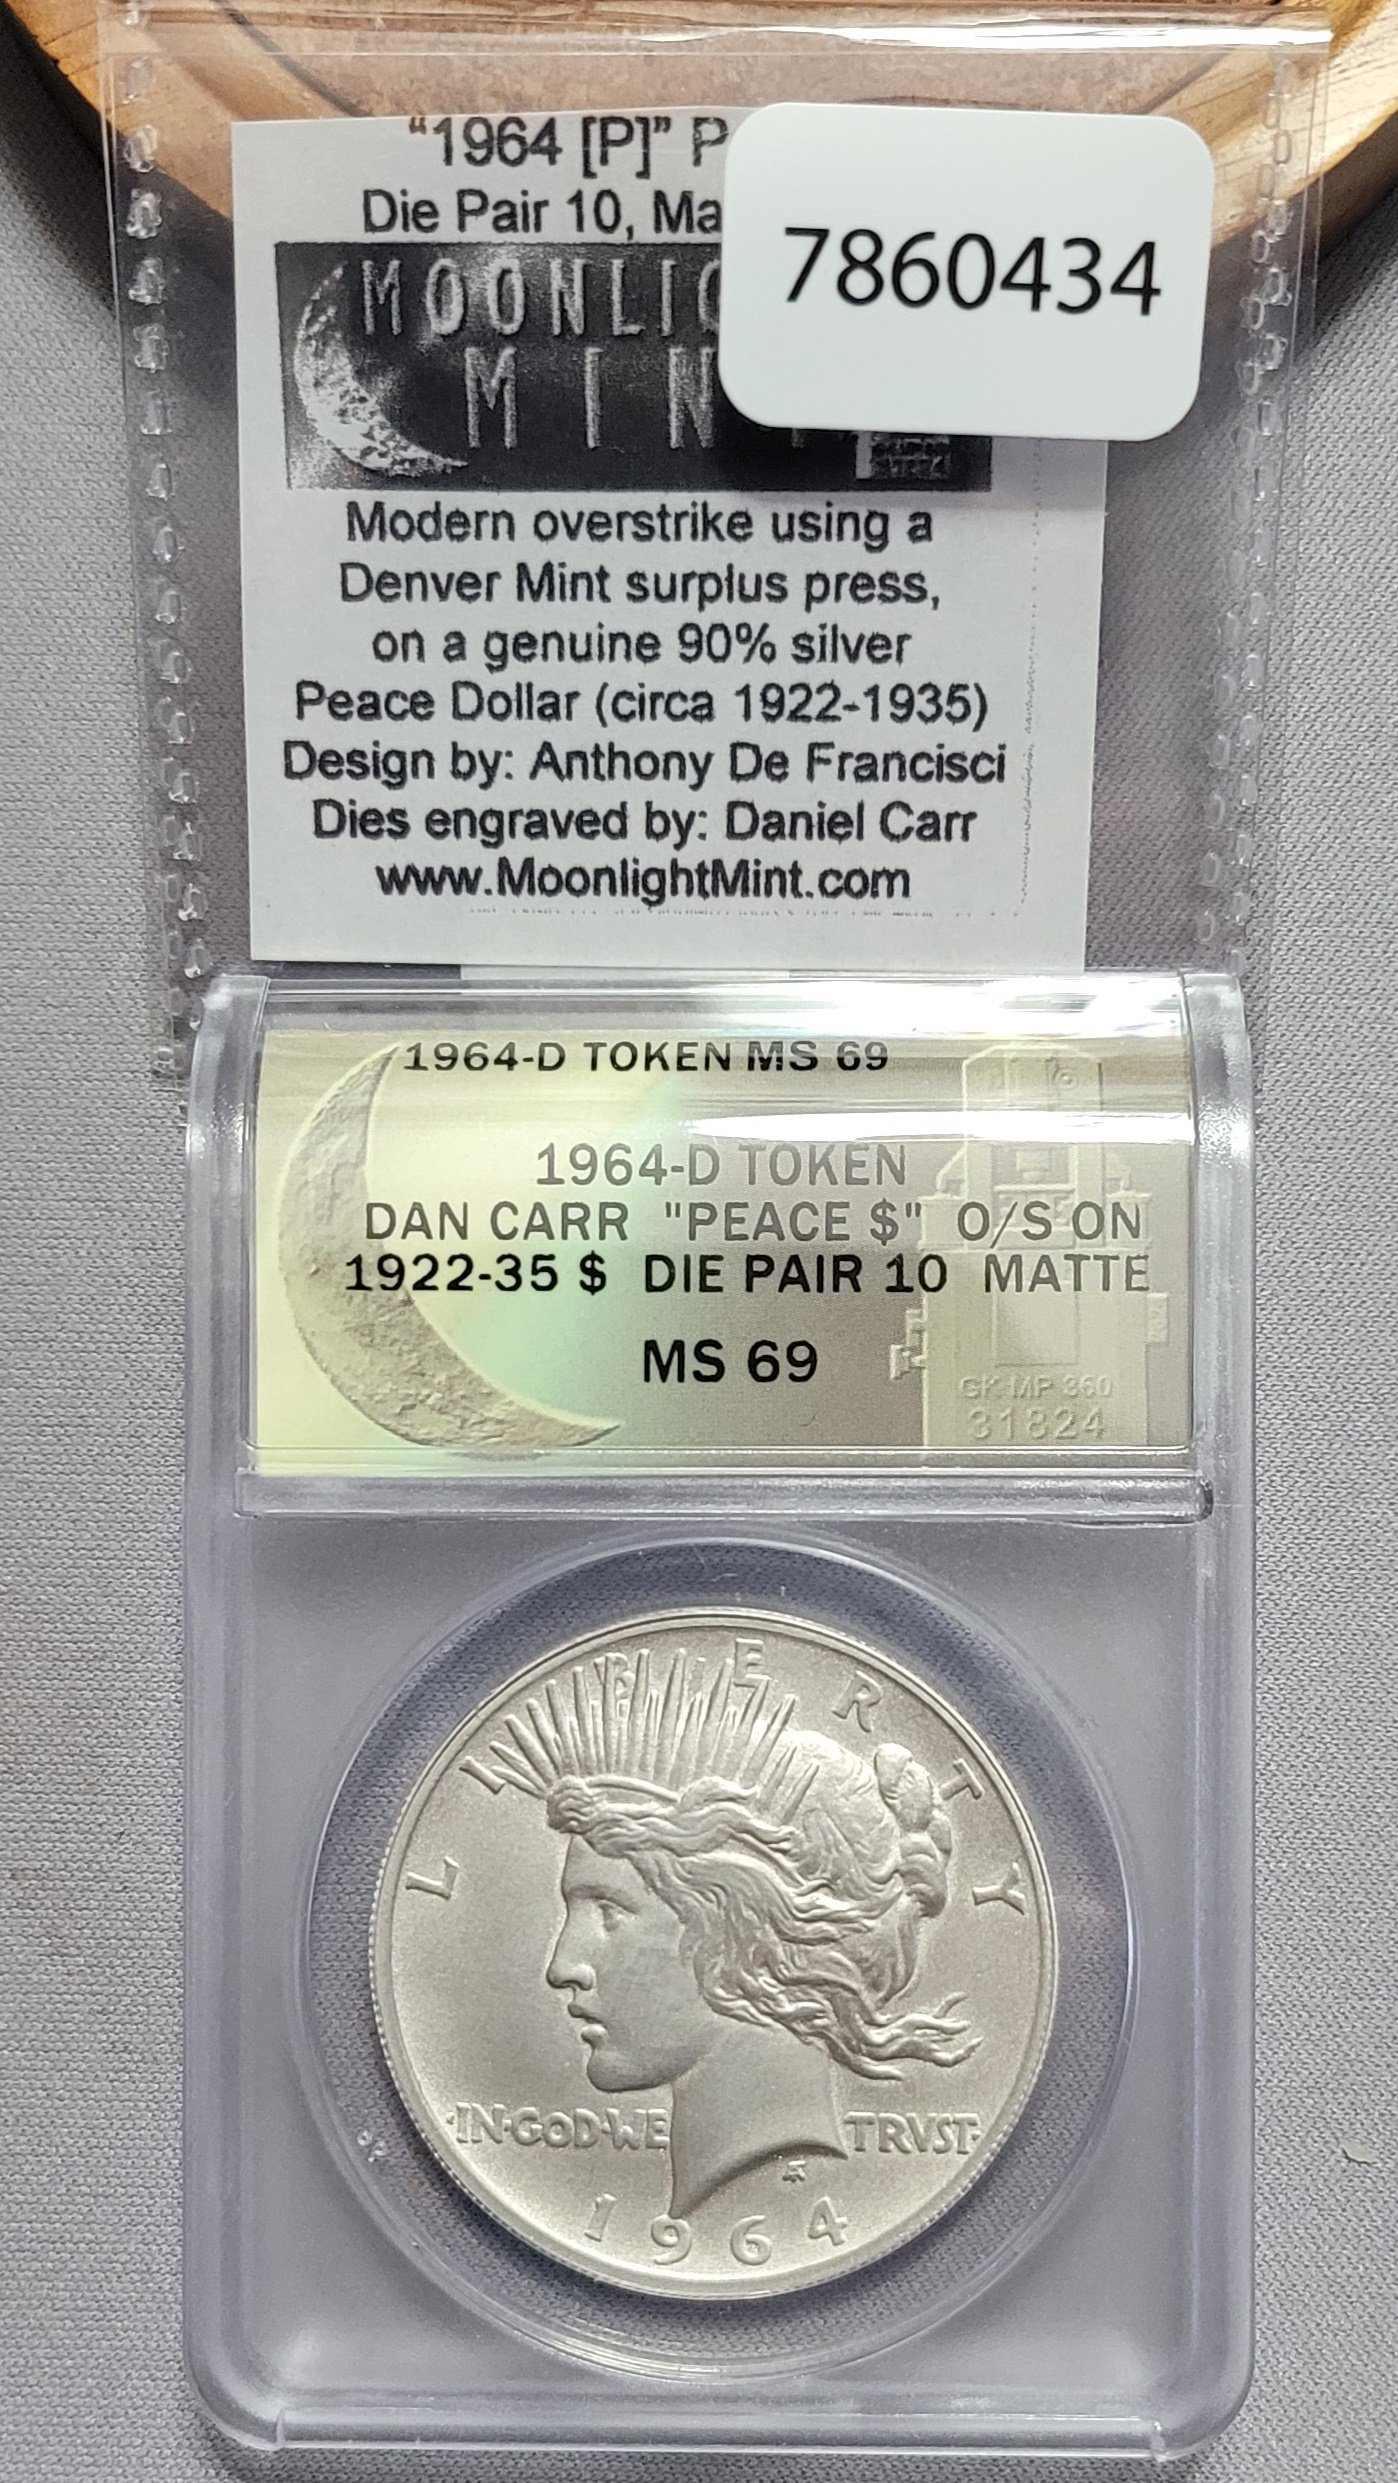 "1964 [P]" P
Die Pair 10, Ma
7860434
MOONLIG
MIN
Modern overstrike using a
Denver Mint surplus press,
on a genuine 90% silver
Peace Dollar (circa 1922-1935)
Design by: Anthony De Francisci
Dies engraved by: Daniel Carr
www.MoonlightMint.com
1964-D TOKEN MS 69
1964-D TOKEN
DAN CARR "PEACE $" O/S ON
1922-35 $ DIE PAIR 10 MATTE
MS 69
GK MP 360
31824
LIBERTY
·IN·GOD·WE TRVST·
1964